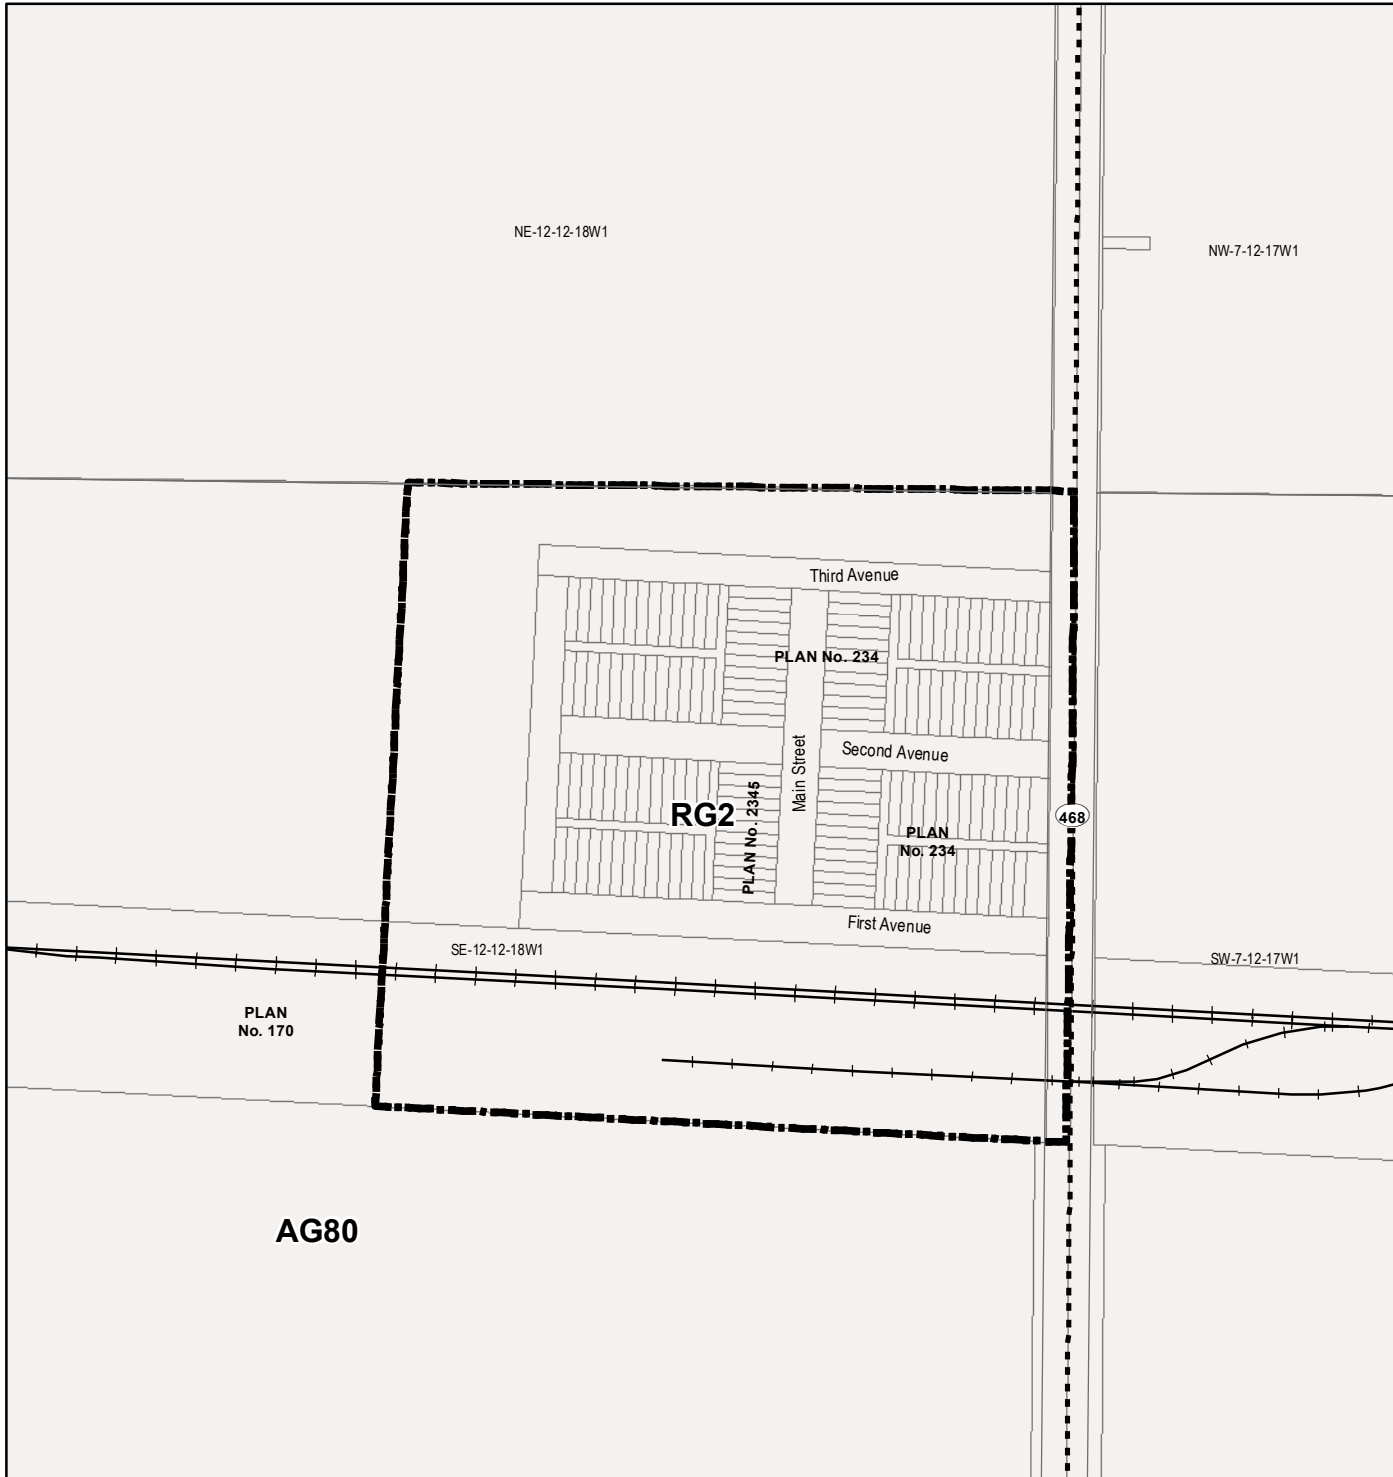 NE-12-12-18W1
NW-7-12-17W1
Third Avenue
PLAN No. 234
Second Avenue
Main Street
PLAN No. 2345
RG2
468
PLAN
No. 234
First Avenue
SE-12-12-18W1
SW-7-12-17W1
PLAN
No. 170
AG80